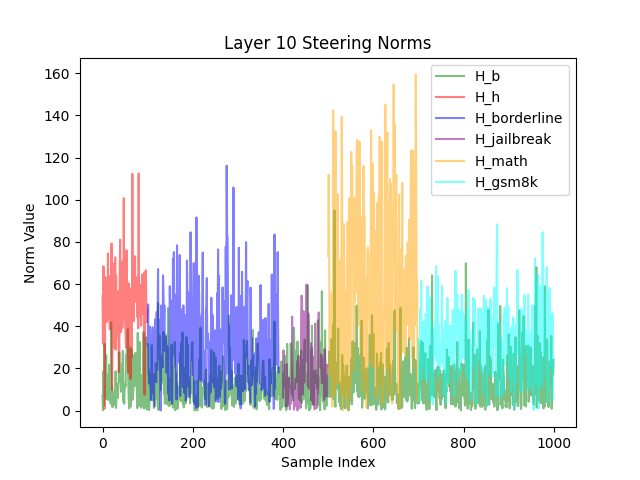 Layer 10 Steering Norms
160
140
120
100
80
60
40
20
0
Norm Value
H_b
H_h
H_borderline
H_jailbreak
H_math
H_gsm8k
0
200
400
600
800
1000
Sample Index